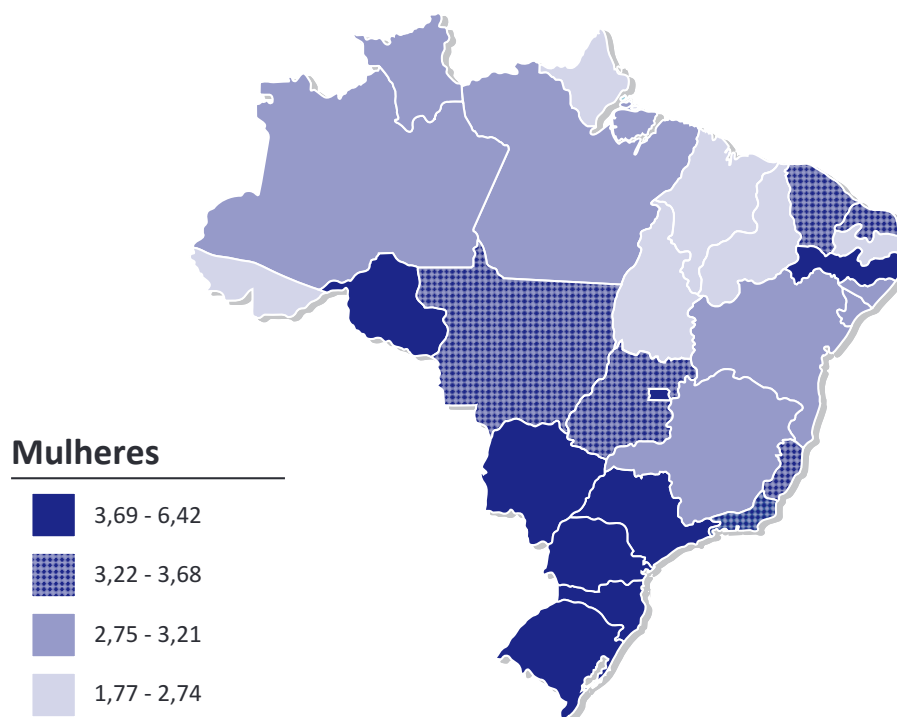 Mulheres
3,69 - 6,42
3,22 - 3,68
2,75 - 3,21
1,77 - 2,74